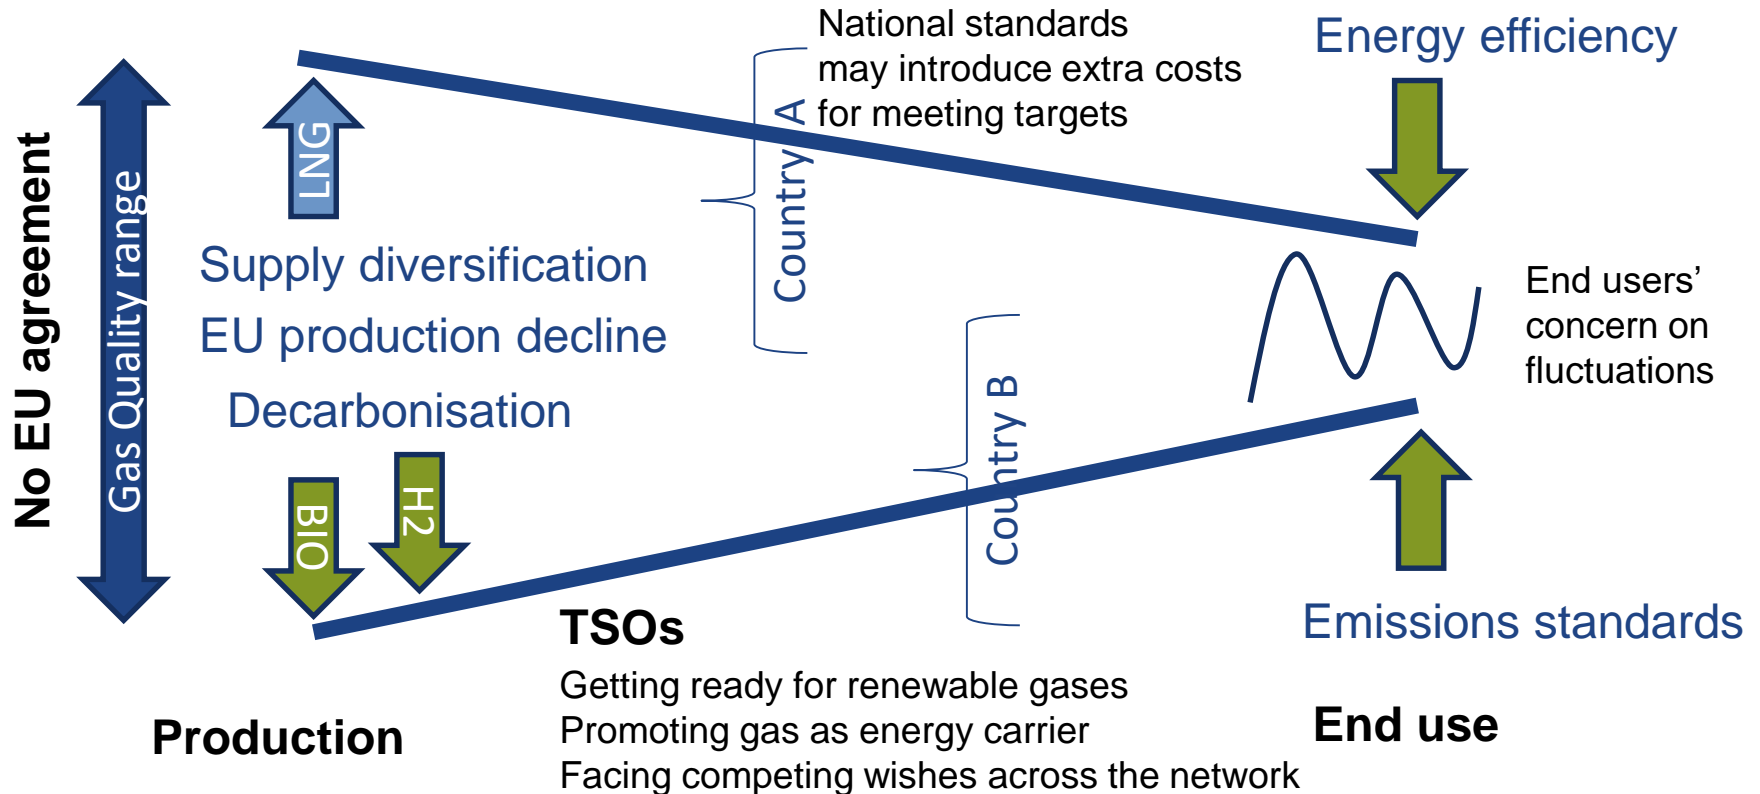 No EU agreement
Gas Quality range
LNG
Supply diversification
EU production decline
Decarbonisation
BIO
H2
Production
National standards
may introduce extra costs
for meeting targets
Country A
Country B
TSOs
Getting ready for renewable gases
Promoting gas as energy carrier
Facing competing wishes across the network
Energy efficiency
End users’
concern on
fluctuations
Emissions standards
End use